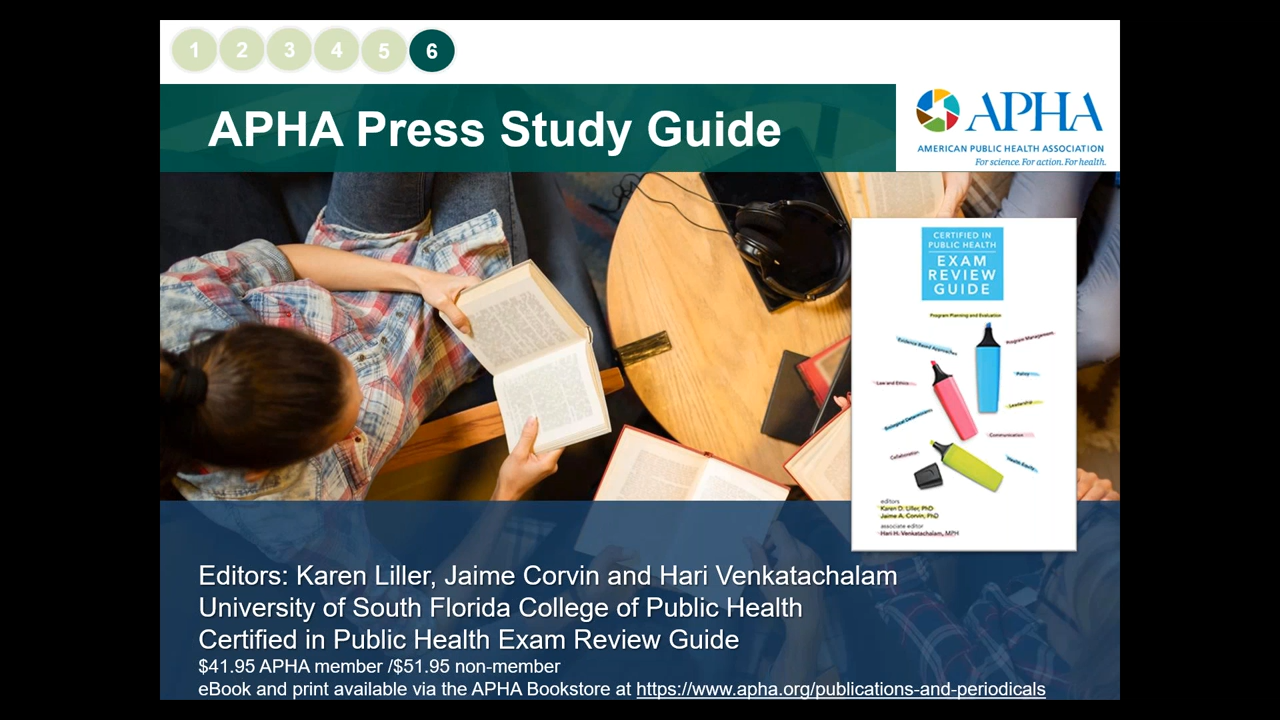 1 2 3 4 5 6
APHA Press Study Guide
APHA
AMERICAN PUBLIC HEALTH ASSOCIATION
For science. For action. For health.
CERTIFIED IN
PUBLIC HEALTH
EXAM
REVIEW
GUIDE
Program Planning and Evaluation
Evidence Based Approaches
Program Management
Law and Ethics
Policy
Biological Determinants
Leadership
Communication
Collaboration
Health Equity
editors
Karen D. Liller, PhD
Jaime A. Corvin, PhD
associate editor
Hari H. Venkatachalam, MPH
Editors: Karen Liller, Jaime Corvin and Hari Venkatachalam
University of South Florida College of Public Health
Certified in Public Health Exam Review Guide
$41.95 APHA member /$51.95 non-member
eBook and print available via the APHA Bookstore at https://www.apha.org/publications-and-periodicals